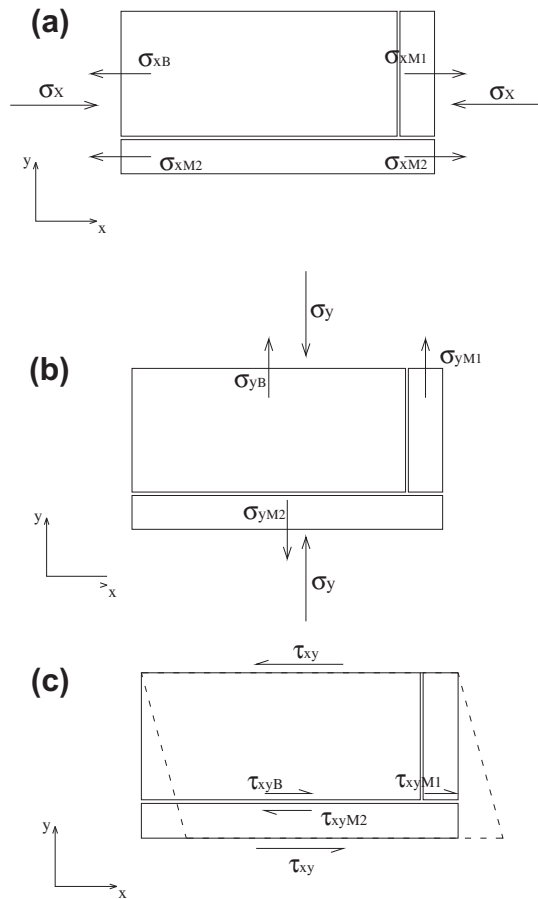 (a)
σxB
σxM1
σx
σx
σxM2
σxM2
y
x
(b)
σy
σyB
σyM1
σyM2
σy
y
x
(c)
τxy
τxyB
τxyM1
τxyM2
τxy
y
x